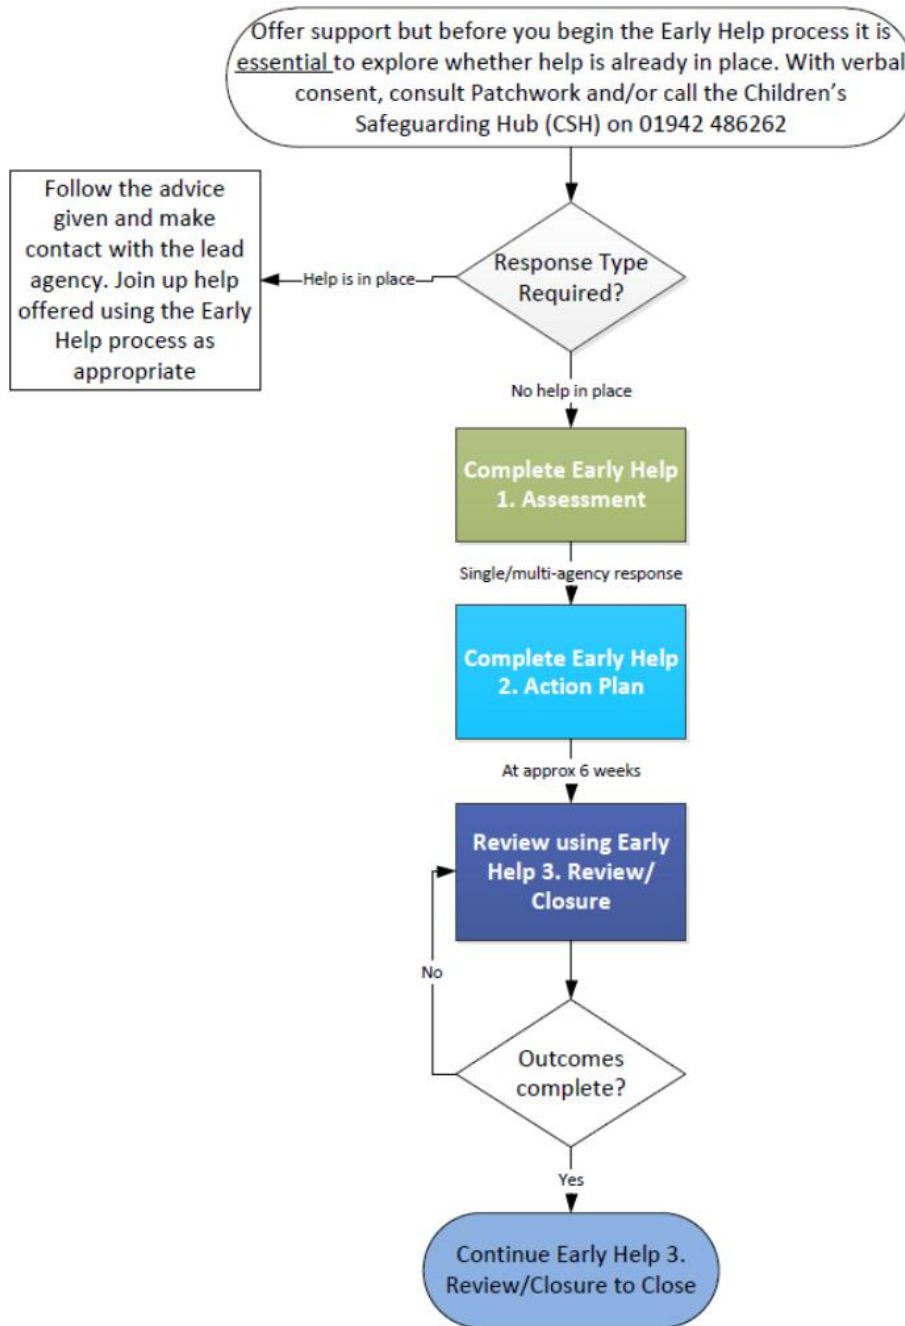 Offer support but before you begin the Early Help process it is
essential to explore whether help is already in place. With verbal
consent, consult Patchwork and/or call the Children’s
Safeguarding Hub (CSH) on 01942 486262
Follow the advice
given and make
contact with the lead
agency. Join up help
offered using the Early
Help process as
appropriate
Help is in place
Response Type
Required?
No help in place
Complete Early Help
1. Assessment
Single/multi-agency response
Complete Early Help
2. Action Plan
At approx 6 weeks
Review using Early
Help 3. Review/
Closure
No
Outcomes
complete?
Yes
Continue Early Help 3.
Review/Closure to Close